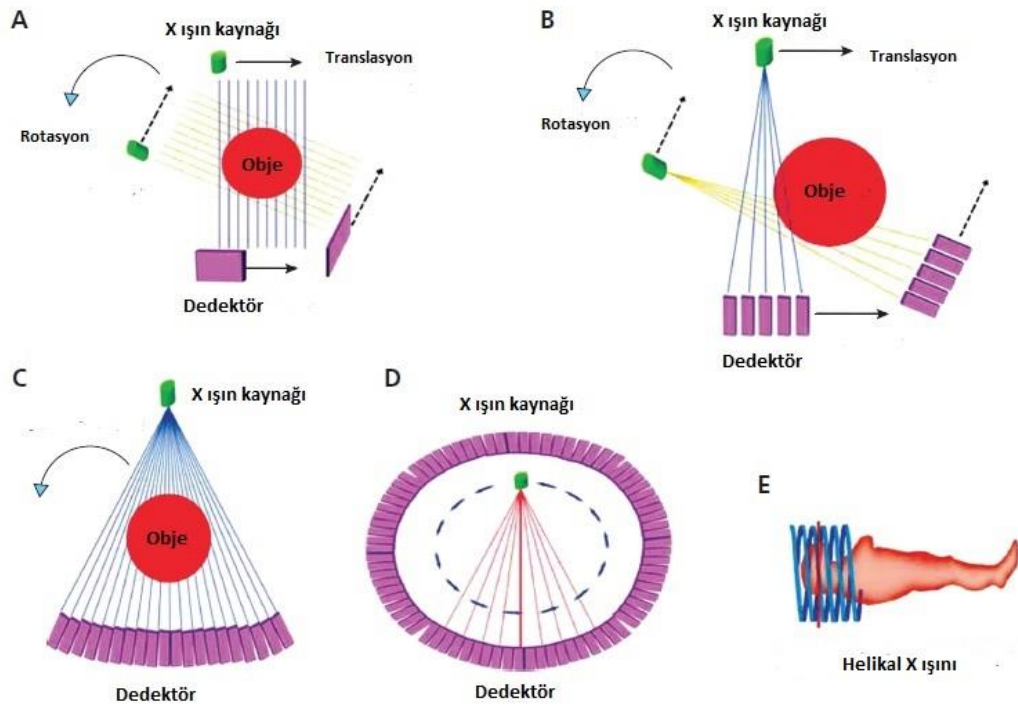 A
X ışın kaynağı
Translasyon
Rotasyon
Obje
Dedektör
B
X ışın kaynağı
Translasyon
Rotasyon
Obje
Dedektör
C
X ışın kaynağı
Obje
Dedektör
D
X ışın kaynağı
Dedektör
E
Helikal X ışını